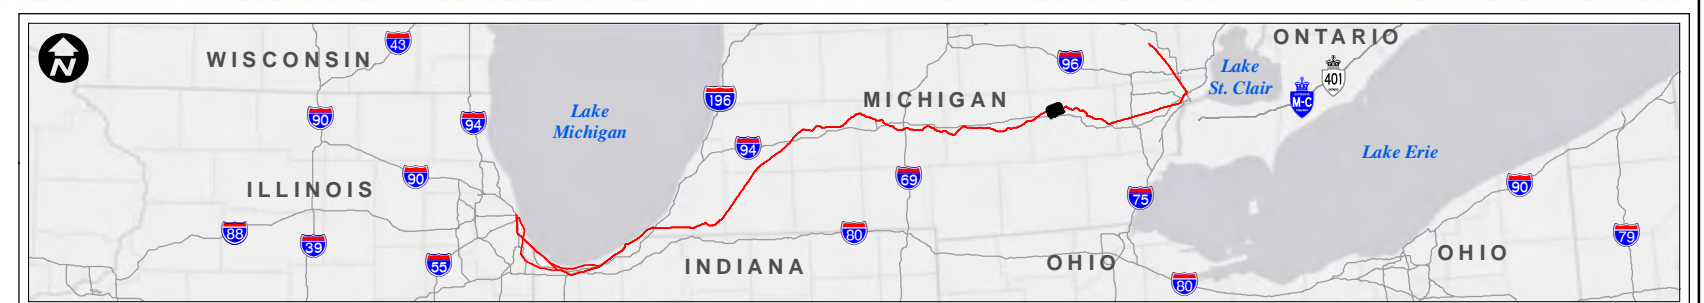 N
WISCONSIN
43
96
ONTARIO
Lake
St. Clair
401
M-C
196
MICHIGAN
Lake
Michigan
90
94
94
Lake Erie
90
ILLINOIS
69
75
90
88
39
55
80
79
INDIANA
OHIO
OHIO
80